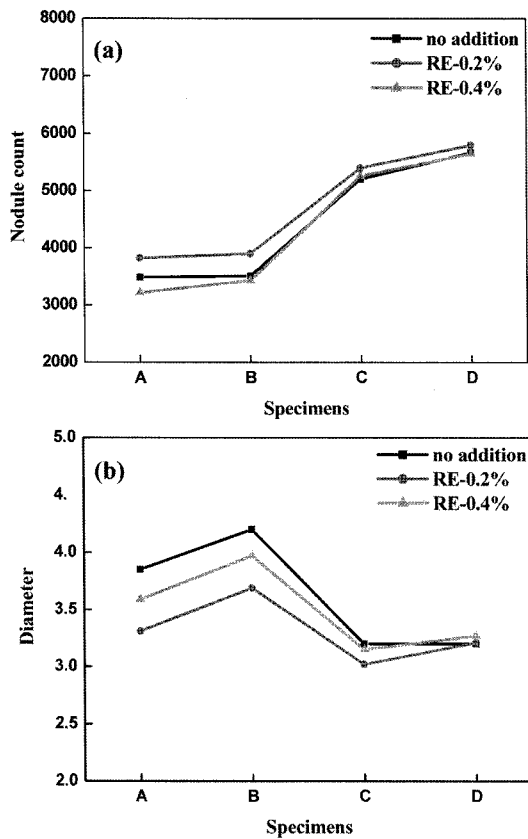 (a)
no addition
RE-0.2%
RE-0.4%
8000
7000
6000
5000
4000
3000
2000
Nodule count
A B C D
Specimens
(b)
no addition
RE-0.2%
RE-0.4%
5.0
4.
4.0
3.5
3.0
2.5
2.0
Diameter
A B C D
Specimens